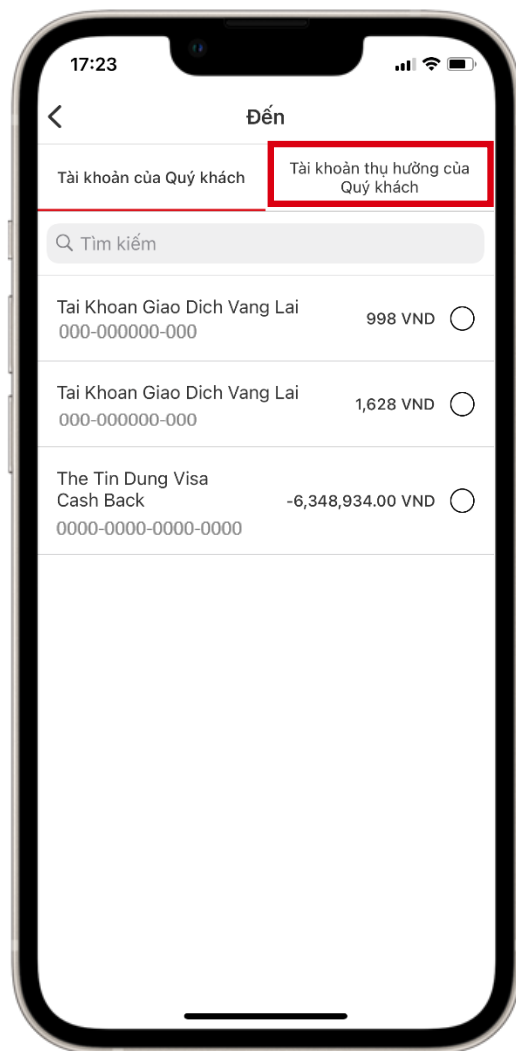 17:23
Đến
Tài khoản của Quý khách
Tài khoản thụ hưởng của
Quý khách
Tìm kiếm
Tai Khoan Giao Dich Vang Lai
998 VND
000-000000-000
Tai Khoan Giao Dich Vang Lai
1,628 VND
000-000000-000
The Tin Dung Visa
Cash Back
-6,348,934.00 VND
0000-0000-0000-0000